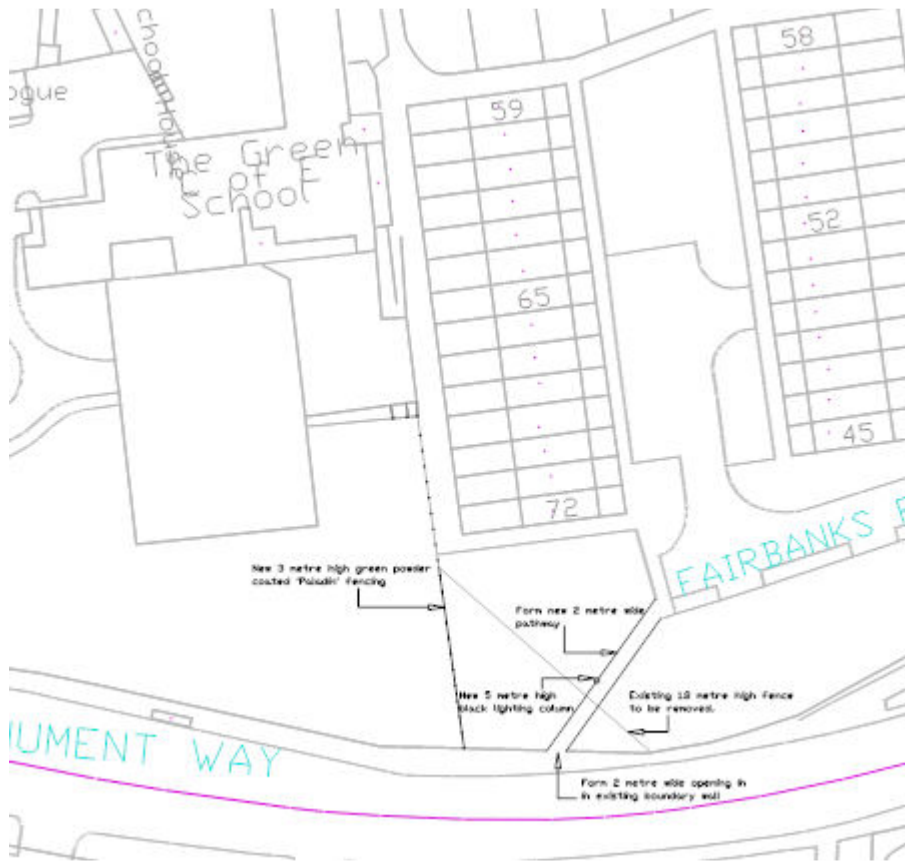 School House
ogue
The Green
C of E
School
59
58
52
65
45
72
FAIRBANKS
New 3 metre high green powder
coated 'Paladin' fencing
Form new 2 metre wide
pathway
New 5 metre high
black lighting column
Existing 1.8 metre high fence
to be removed.
UMENT WAY
Form 2 metre wide opening in
in existing boundary wall